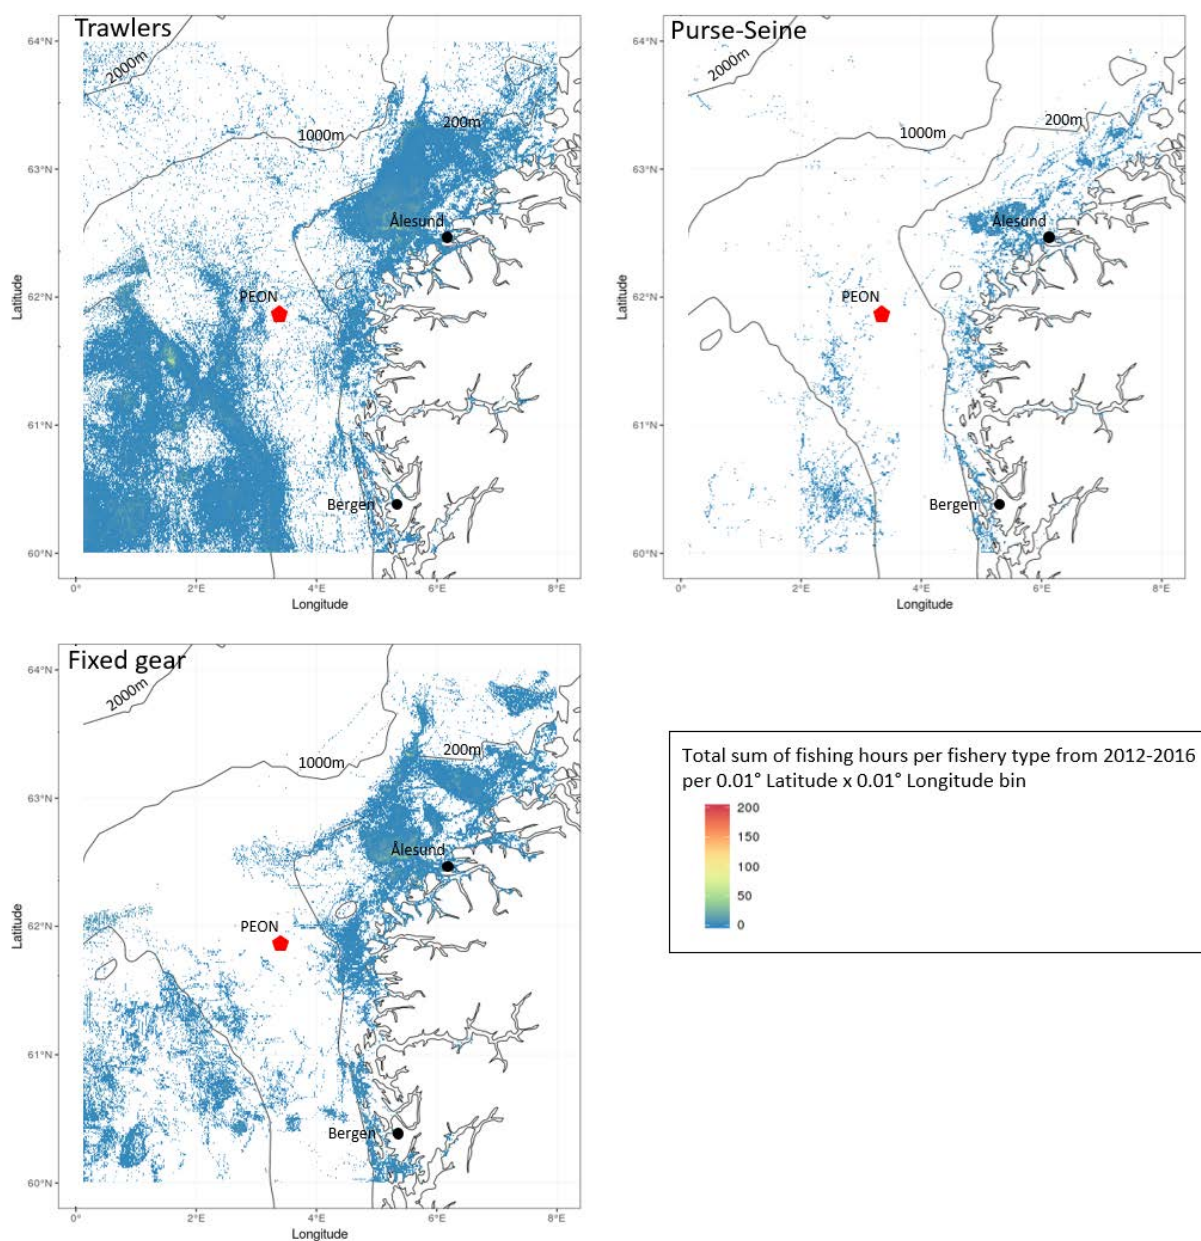 Trawlers
64°N
2000m
1000m
200m
63°N
Ålesund
62°N
PEON
61°N
Bergen
60°N
0°
2°E
4°E
6°E
8°E
Latitude
Longitude
Purse-Seine
64°N
2000m
1000m
200m
63°N
Ålesund
62°N
PEON
61°N
Bergen
60°N
0°
2°E
4°E
6°E
8°E
Latitude
Longitude
Fixed gear
64°N
2000m
1000m
200m
63°N
Ålesund
62°N
PEON
61°N
Bergen
60°N
0°
2°E
4°E
6°E
8°E
Latitude
Longitude
Total sum of fishing hours per fishery type from 2012-2016
per 0.01° Latitude x 0.01° Longitude bin
200
150
100
50
0